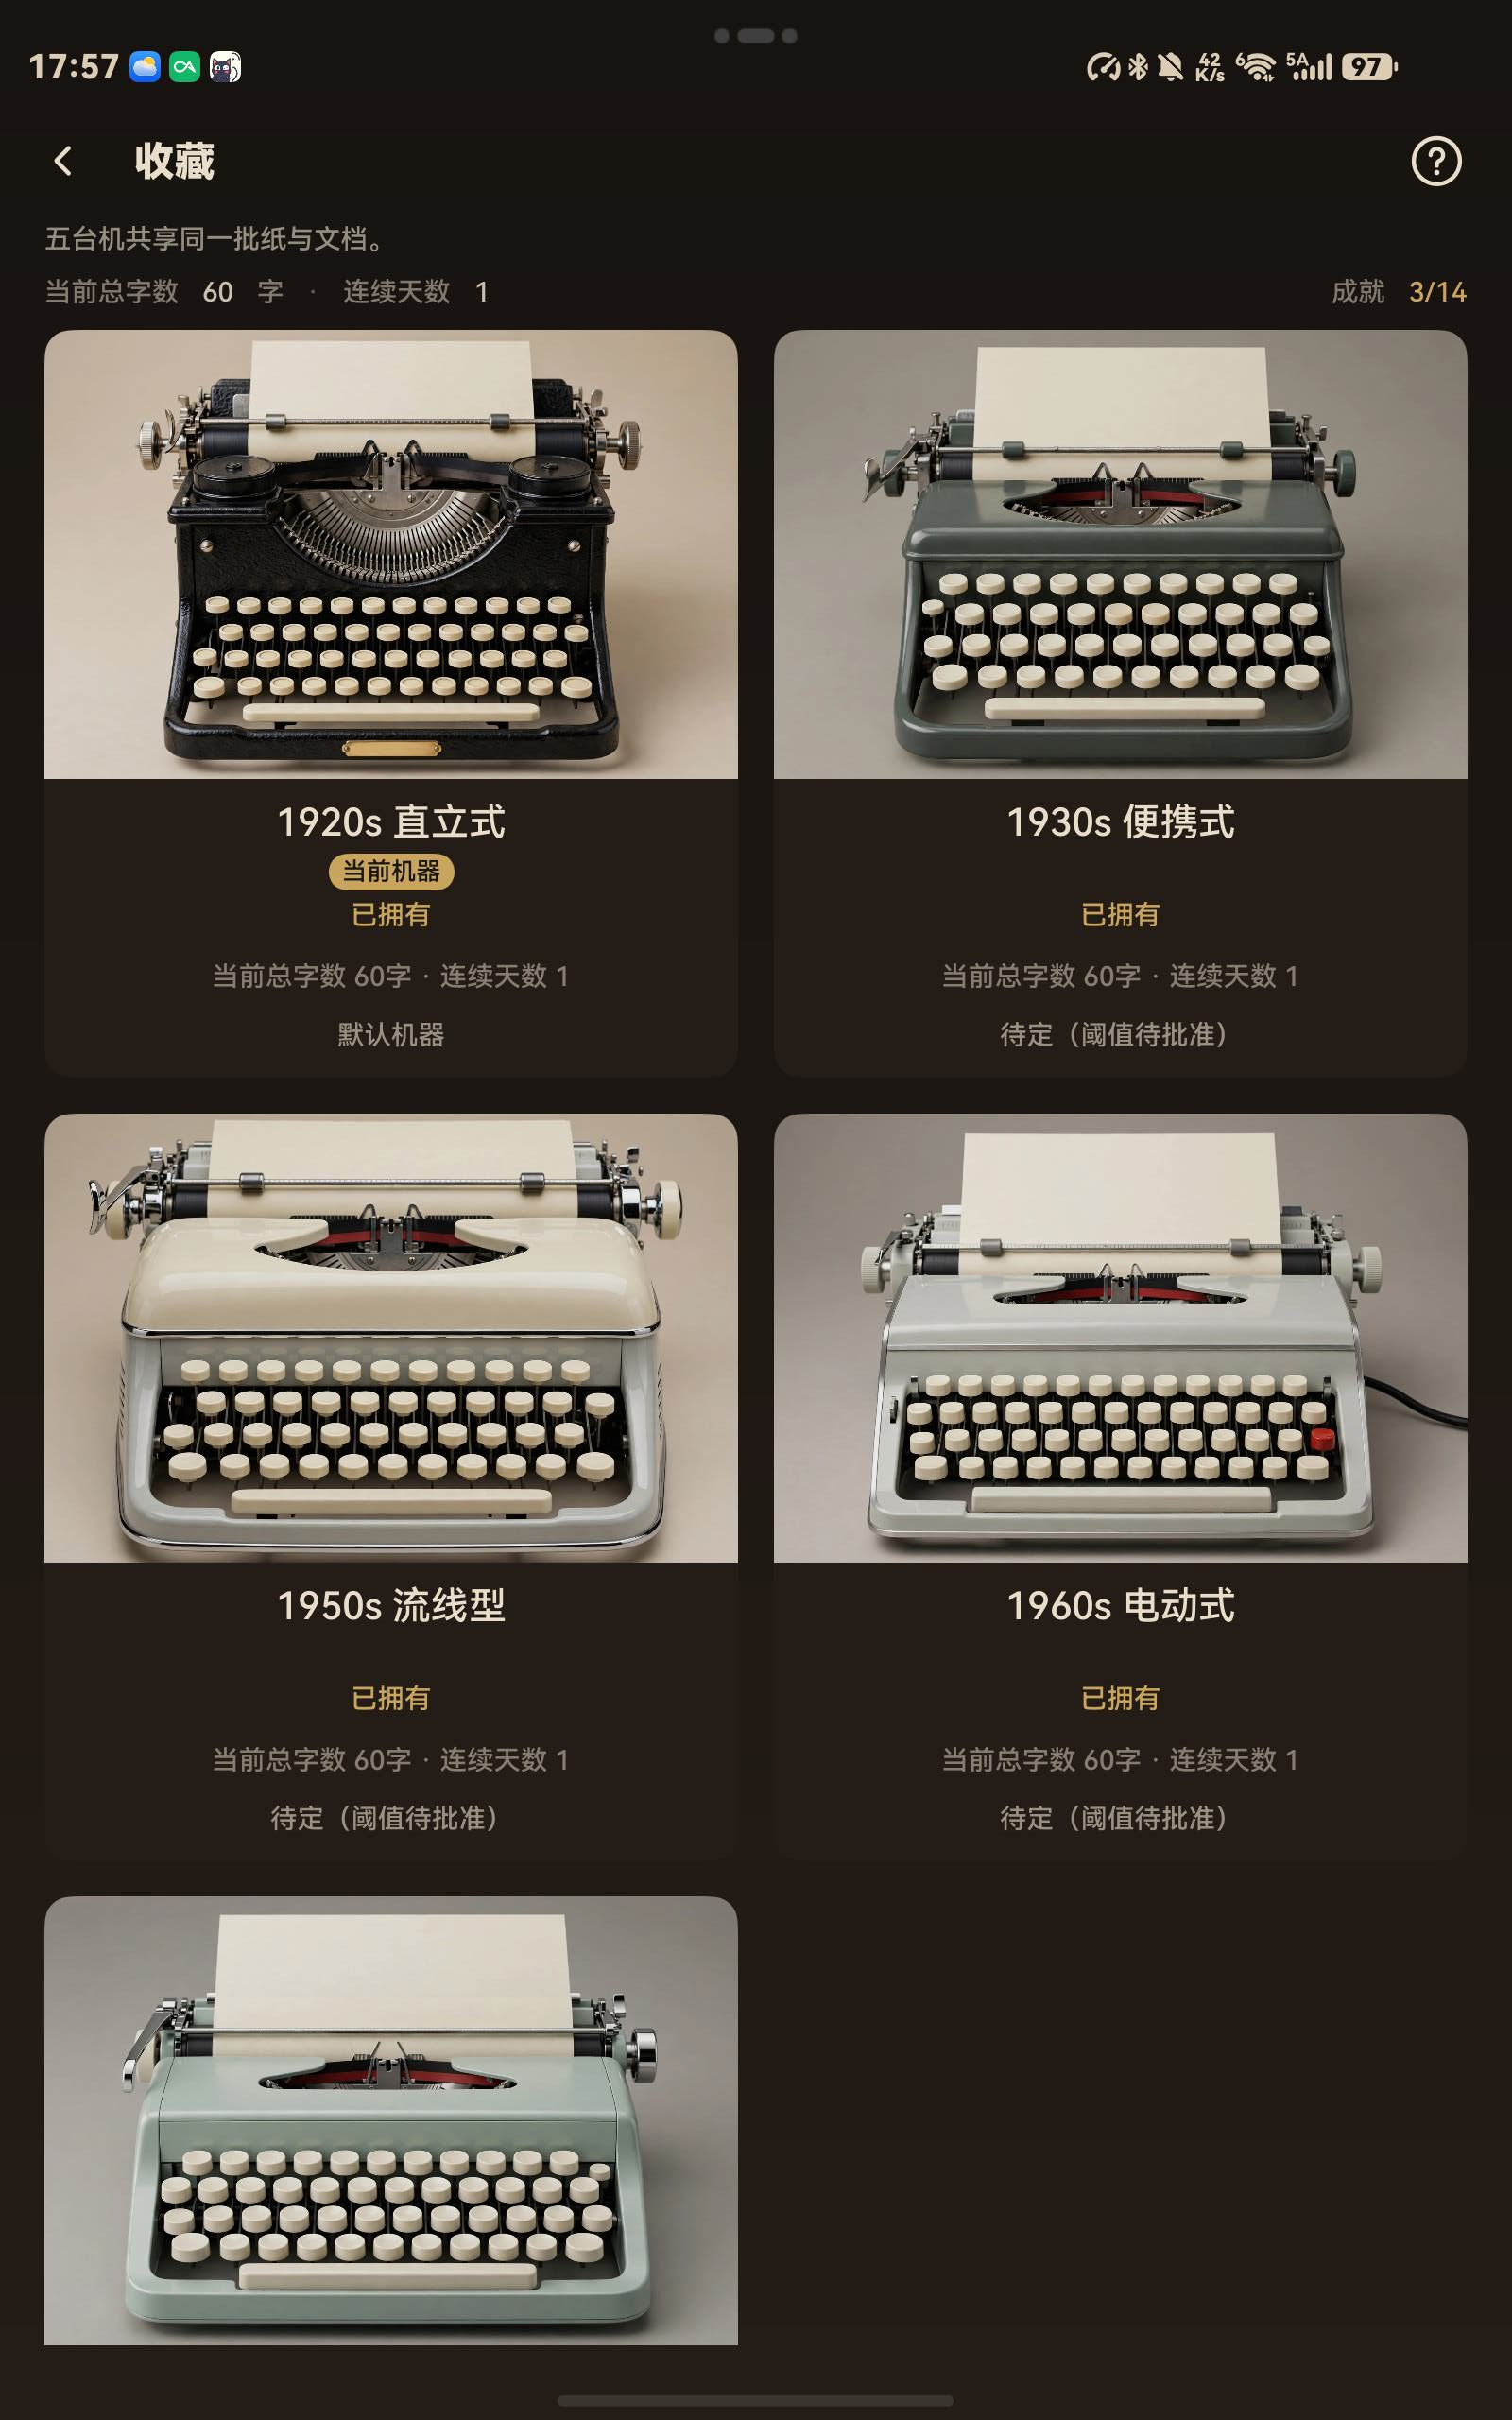 17:57
42 K/s 6 5A 97
收藏
五台机共享同一批纸与文档。
当前总字数 60 字 · 连续天数 1
成就 3/14
1920s 直立式
当前机器
已拥有
当前总字数 60字 · 连续天数 1
默认机器
1930s 便携式
已拥有
当前总字数 60字 · 连续天数 1
待定（阈值待批准）
1950s 流线型
已拥有
当前总字数 60字 · 连续天数 1
待定（阈值待批准）
1960s 电动式
已拥有
当前总字数 60字 · 连续天数 1
待定（阈值待批准）